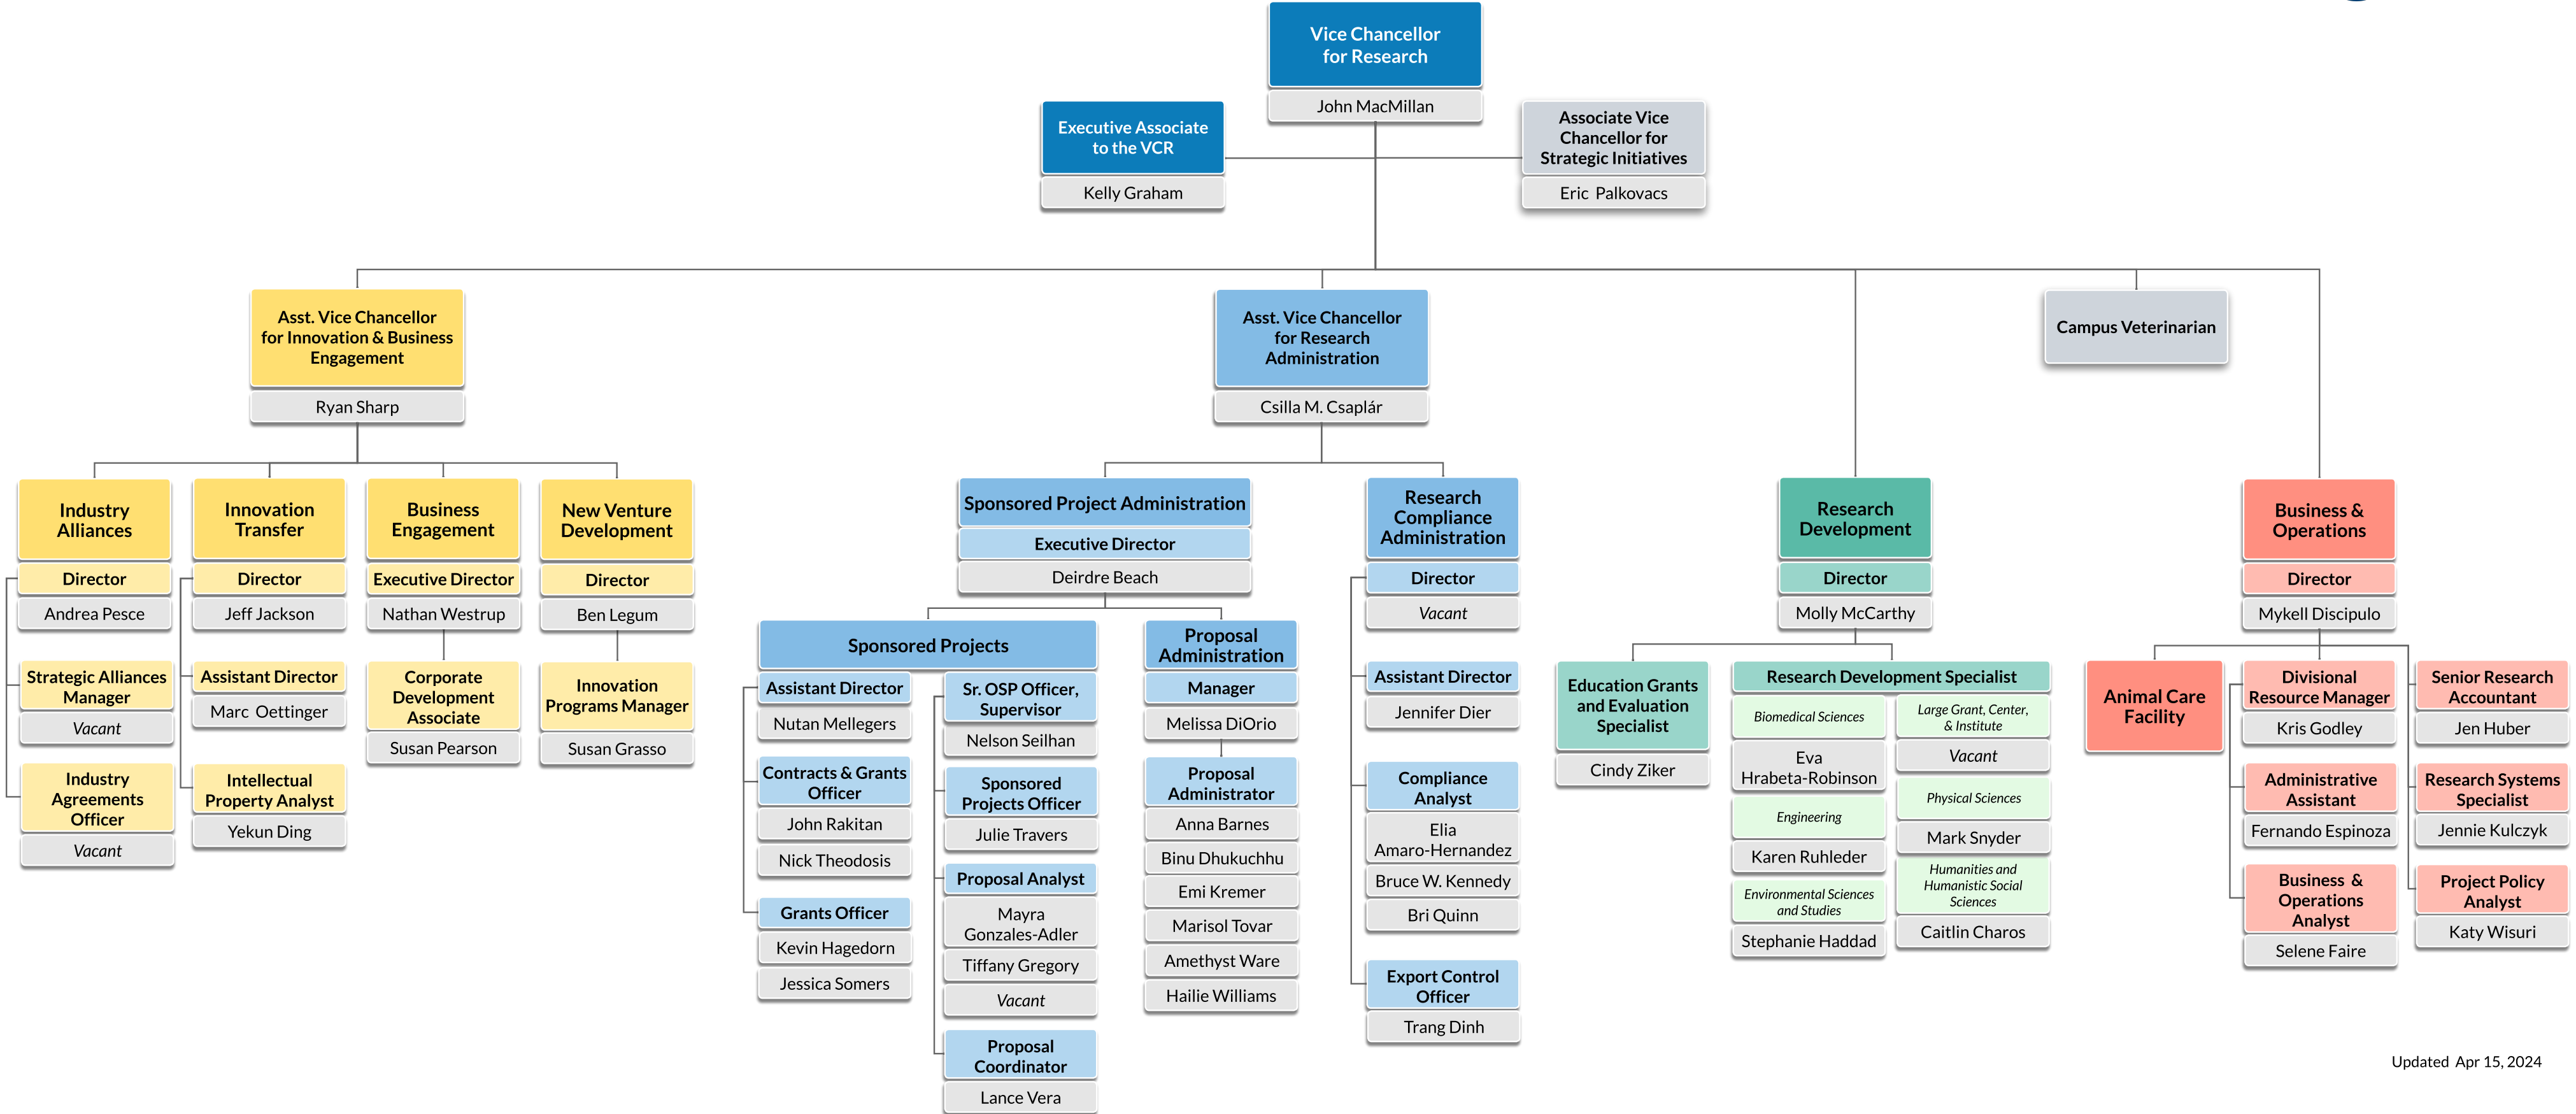 Vice Chancellor
for Research
John MacMillan
Executive Associate
to the VCR
Kelly Graham
Associate Vice
Chancellor for
Strategic Initiatives
Eric Palkovacs
Asst. Vice Chancellor
for Innovation & Business
Engagement
Ryan Sharp
Asst. Vice Chancellor
for Research
Administration
Csilla M. Csaplár
Campus Veterinarian
Industry
Alliances
Director
Andrea Pesce
Strategic Alliances
Manager
Vacant
Industry
Agreements
Officer
Vacant
Innovation
Transfer
Director
Jeff Jackson
Assistant Director
Marc Oettinger
Intellectual
Property Analyst
Yekun Ding
Business
Engagement
Executive Director
Nathan Westrup
Corporate
Development
Associate
Susan Pearson
New Venture
Development
Director
Ben Legum
Innovation
Programs Manager
Susan Grasso
Sponsored Project Administration
Executive Director
Deirdre Beach
Sponsored Projects
Assistant Director
Nutan Mellegers
Contracts & Grants
Officer
John Rakitan
Nick Theodosis
Grants Officer
Kevin Hagedorn
Jessica Somers
Sr. OSP Officer,
Supervisor
Nelson Seilhan
Sponsored
Projects Officer
Julie Travers
Proposal Analyst
Mayra
Gonzales-Adler
Tiffany Gregory
Vacant
Proposal
Coordinator
Lance Vera
Proposal
Administration
Manager
Melissa DiOrio
Proposal
Administrator
Anna Barnes
Binu Dhukuchhu
Emi Kremer
Marisol Tovar
Amethyst Ware
Hailie Williams
Research
Compliance
Administration
Director
Vacant
Assistant Director
Jennifer Dier
Compliance
Analyst
Elia
Amaro-Hernandez
Bruce W. Kennedy
Bri Quinn
Export Control
Officer
Trang Dinh
Research
Development
Director
Molly McCarthy
Education Grants
and Evaluation
Specialist
Cindy Ziker
Research Development Specialist
Biomedical Sciences
Eva
Hrabeta-Robinson
Engineering
Karen Ruhleder
Environmental Sciences
and Studies
Stephanie Haddad
Large Grant, Center,
& Institute
Vacant
Physical Sciences
Mark Snyder
Humanities and
Humanistic Social
Sciences
Caitlin Charos
Business &
Operations
Director
Mykell Discipulo
Animal Care
Facility
Divisional
Resource Manager
Kris Godley
Administrative
Assistant
Fernando Espinoza
Business &
Operations
Analyst
Selene Faire
Senior Research
Accountant
Jen Huber
Research Systems
Specialist
Jennie Kulczyk
Project Policy
Analyst
Katy Wisuri
Updated Apr 15, 2024